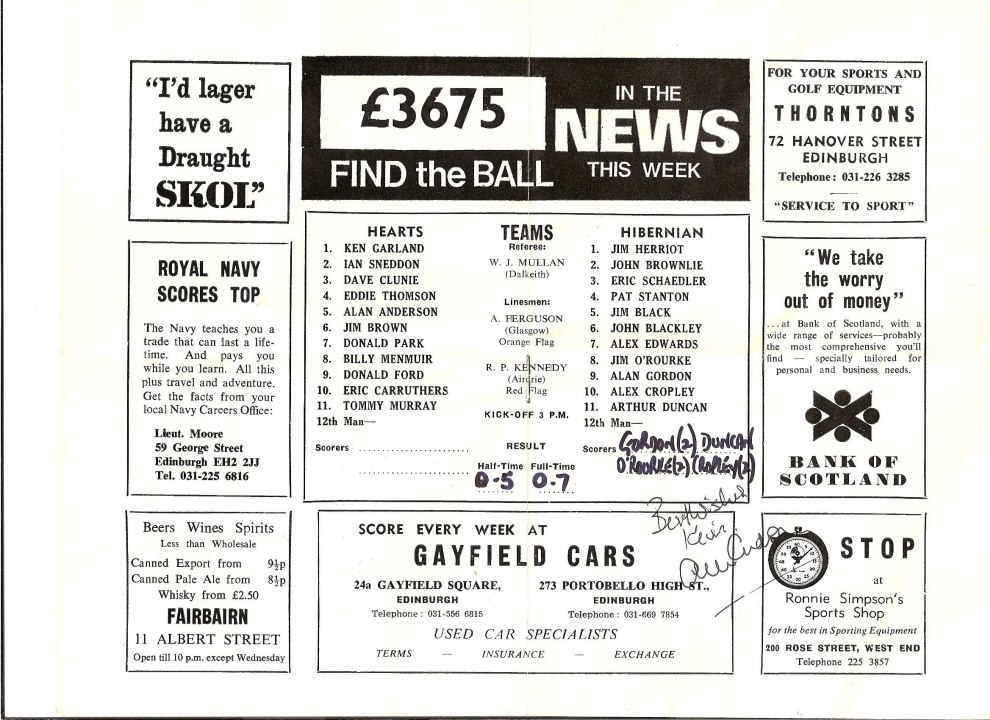 "I'd lager
have a
Draught
SKOL"
£3675
FIND the BALL
IN THE
NEWS
THIS WEEK
FOR YOUR SPORTS AND
GOLF EQUIPMENT
THORNTONS
72 HANOVER STREET
EDINBURGH
Telephone: 031-226 3285
"SERVICE TO SPORT"
ROYAL NAVY
SCORES TOP
The Navy teaches you a
trade that can last a life-
time. And pays you
while you learn. All this
plus travel and adventure.
Get the facts from your
local Navy Careers Office:
Lieut. Moore
59 George Street
Edinburgh EH2 2JJ
Tel. 031-225 6816
HEARTS
1. KEN GARLAND
2. IAN SNEDDON
3. DAVE CLUNIE
4. EDDIE THOMSON
5. ALAN ANDERSON
6. JIM BROWN
7. DONALD PARK
8. BILLY MENMUIR
9. DONALD FORD
10. ERIC CARRUTHERS
11. TOMMY MURRAY
12th Man—
Scorers
TEAMS
Referee:
W. J. MULLAN
(Dalkeith)
Linesmen:
A. FERGUSON
(Glasgow)
Orange Flag
R. P. KENNEDY
(Airdrie)
Red Flag
KICK-OFF 3 P.M.
RESULT
Half-Time Full-Time
0-5 0-7
HIBERNIAN
1. JIM HERRIOT
2. JOHN BROWNLIE
3. ERIC SCHAEDLER
4. PAT STANTON
5. JIM BLACK
6. JOHN BLACKLEY
7. ALEX EDWARDS
8. JIM O'ROURKE
9. ALAN GORDON
10. ALEX CROPLEY
11. ARTHUR DUNCAN
12th Man—
Scorers GORDON(2) DUNCAN
O'ROURKE(2) CROPLEY(2)
Best Wishes
Kevin
"We take
the worry
out of money"
...at Bank of Scotland, with a
wide range of services—probably
the most comprehensive you'll
find — specially tailored for
personal and business needs.
BANK OF
SCOTLAND
Beers Wines Spirits
Less than Wholesale
Canned Export from 9½p
Canned Pale Ale from 8½p
Whisky from £2.50
FAIRBAIRN
11 ALBERT STREET
Open till 10 p.m. except Wednesday
SCORE EVERY WEEK AT
GAYFIELD CARS
24a GAYFIELD SQUARE,
EDINBURGH
Telephone: 031-556 6815
273 PORTOBELLO HIGH ST.,
EDINBURGH
Telephone: 031-669 7854
USED CAR SPECIALISTS
TERMS — INSURANCE — EXCHANGE
STOP
at
Ronnie Simpson's
Sports Shop
for the best in Sporting Equipment
200 ROSE STREET, WEST END
Telephone 225 3857